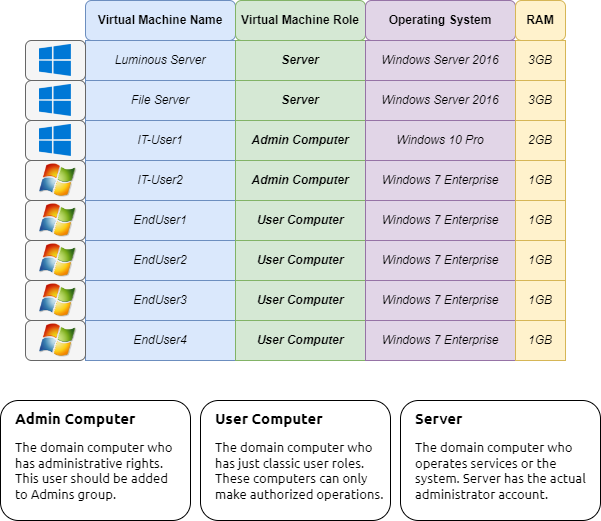 Virtual Machine Name Virtual Machine Role Operating System RAM
Luminous Server Server Windows Server 2016 3GB
File Server Server Windows Server 2016 3GB
IT-User1 Admin Computer Windows 10 Pro 2GB
IT-User2 Admin Computer Windows 7 Enterprise 1GB
EndUser1 User Computer Windows 7 Enterprise 1GB
EndUser2 User Computer Windows 7 Enterprise 1GB
EndUser3 User Computer Windows 7 Enterprise 1GB
EndUser4 User Computer Windows 7 Enterprise 1GB
Admin Computer
The domain computer who
has administrative rights.
This user should be added
to Admins group.
User Computer
The domain computer who
has just classic user roles.
These computers can only
make authorized operations.
Server
The domain computer who
operates services or the
system. Server has the actual
administrator account.